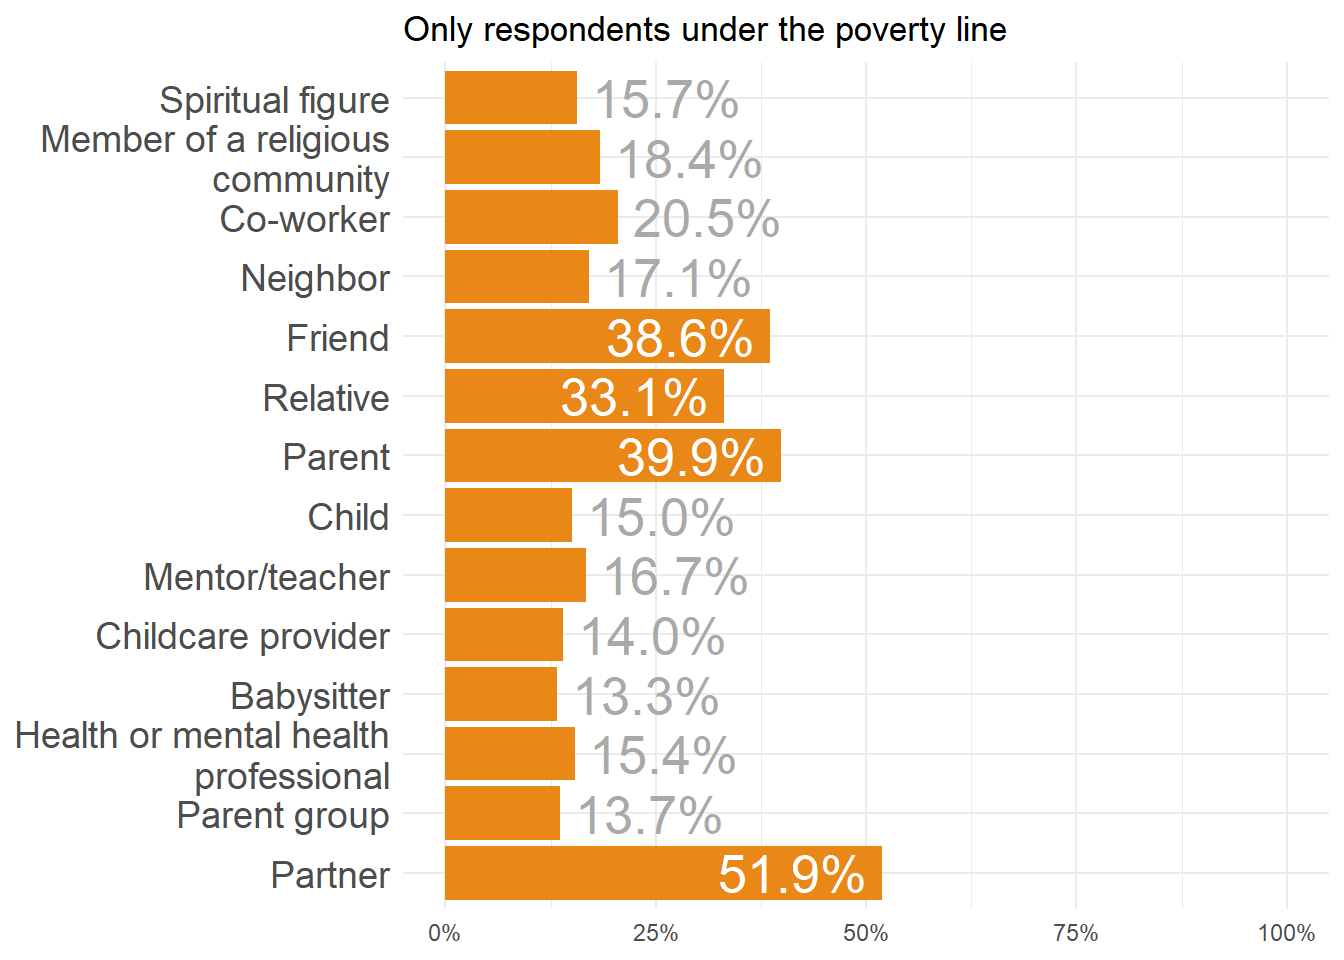 Only respondents under the poverty line
Spiritual figure 15.7%
Member of a religious
community 18.4%
Co-worker 20.5%
Neighbor 17.1%
Friend 38.6%
Relative 33.1%
Parent 39.9%
Child 15.0%
Mentor/teacher 16.7%
Childcare provider 14.0%
Babysitter 13.3%
Health or mental health
professional 15.4%
Parent group 13.7%
Partner 51.9%
0% 25% 50% 75% 100%